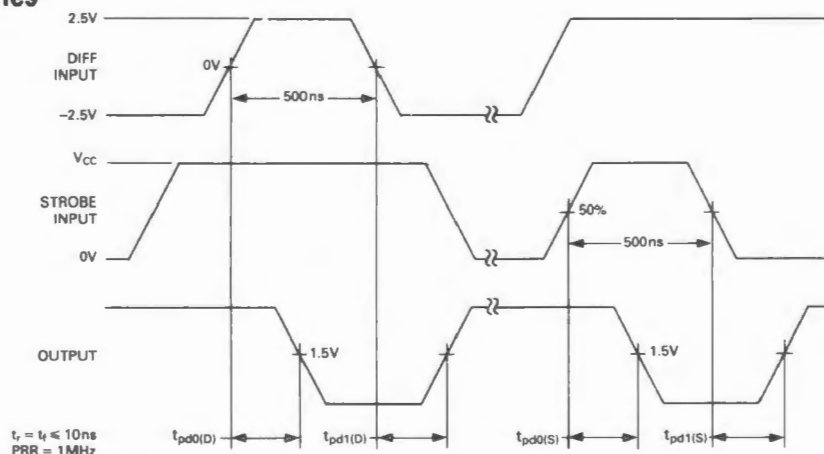 2.5V
DIFF
INPUT
0V
500ns
−2.5V
VCC
STROBE
INPUT
50%
500ns
0V
OUTPUT
1.5V
1.5V
tr = tf ≤ 10ns
PRR = 1MHz
tpd0(D)
tpd1(D)
tpd0(S)
tpd1(S)